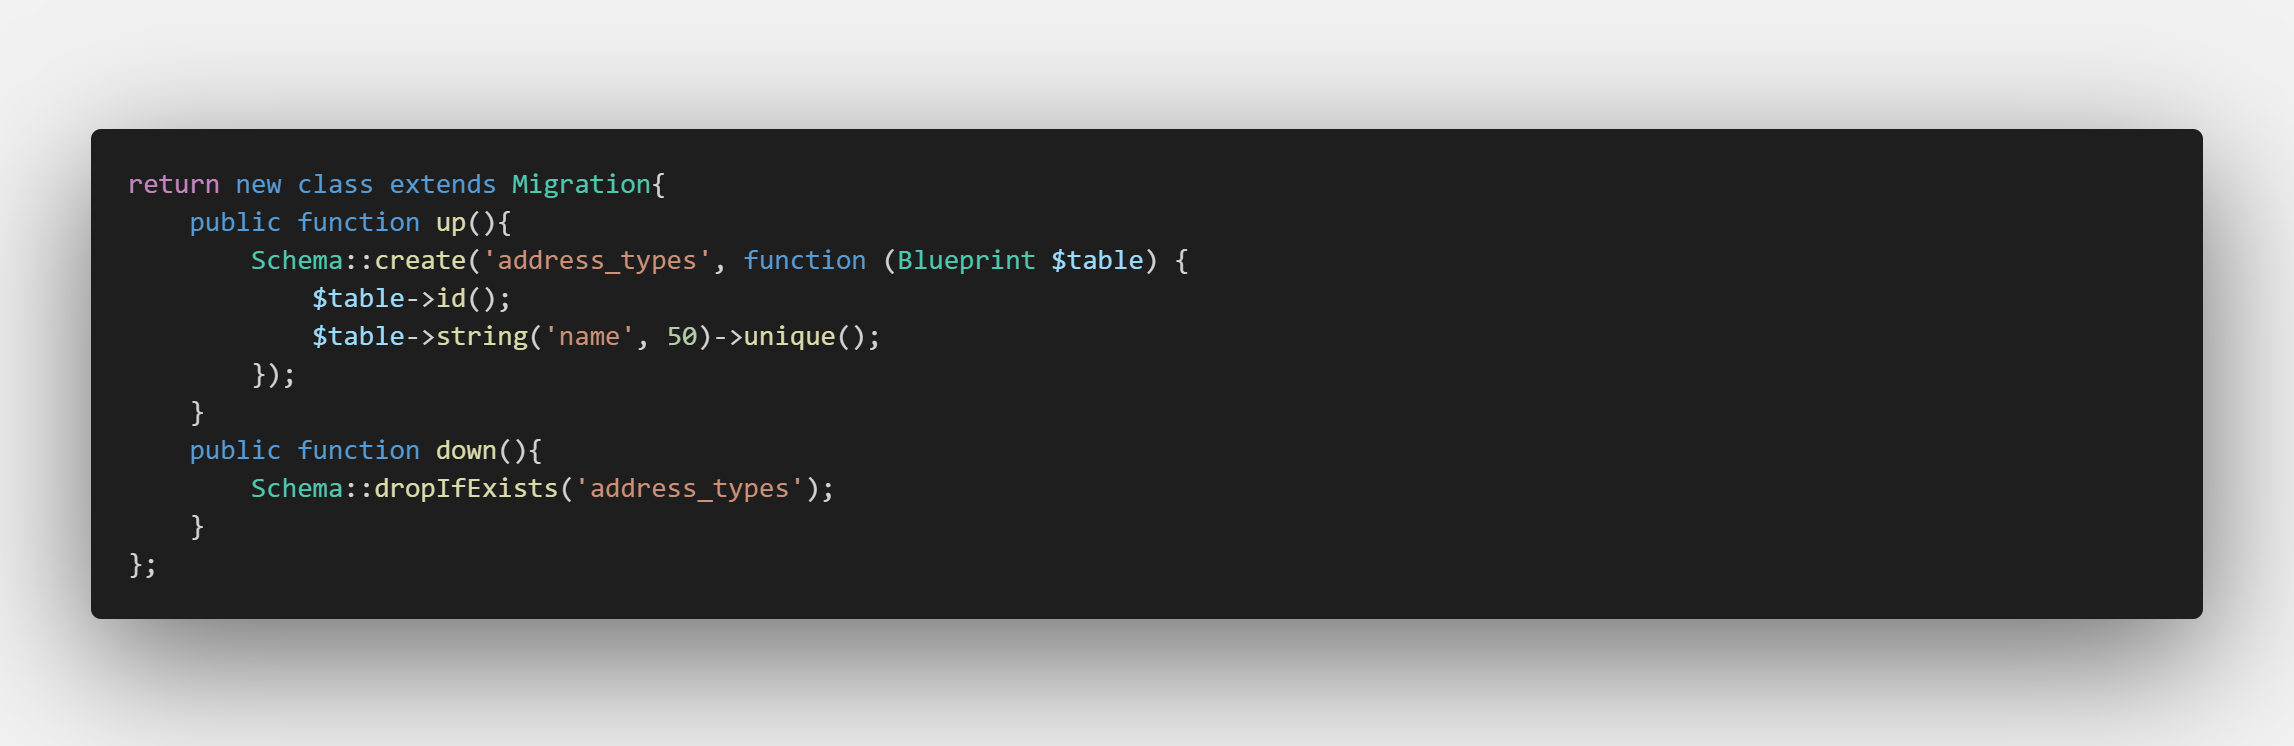 return new class extends Migration{
    public function up(){
        Schema::create('address_types', function (Blueprint $table) {
            $table->id();
            $table->string('name', 50)->unique();
        });
    }
    public function down(){
        Schema::dropIfExists('address_types');
    }
};